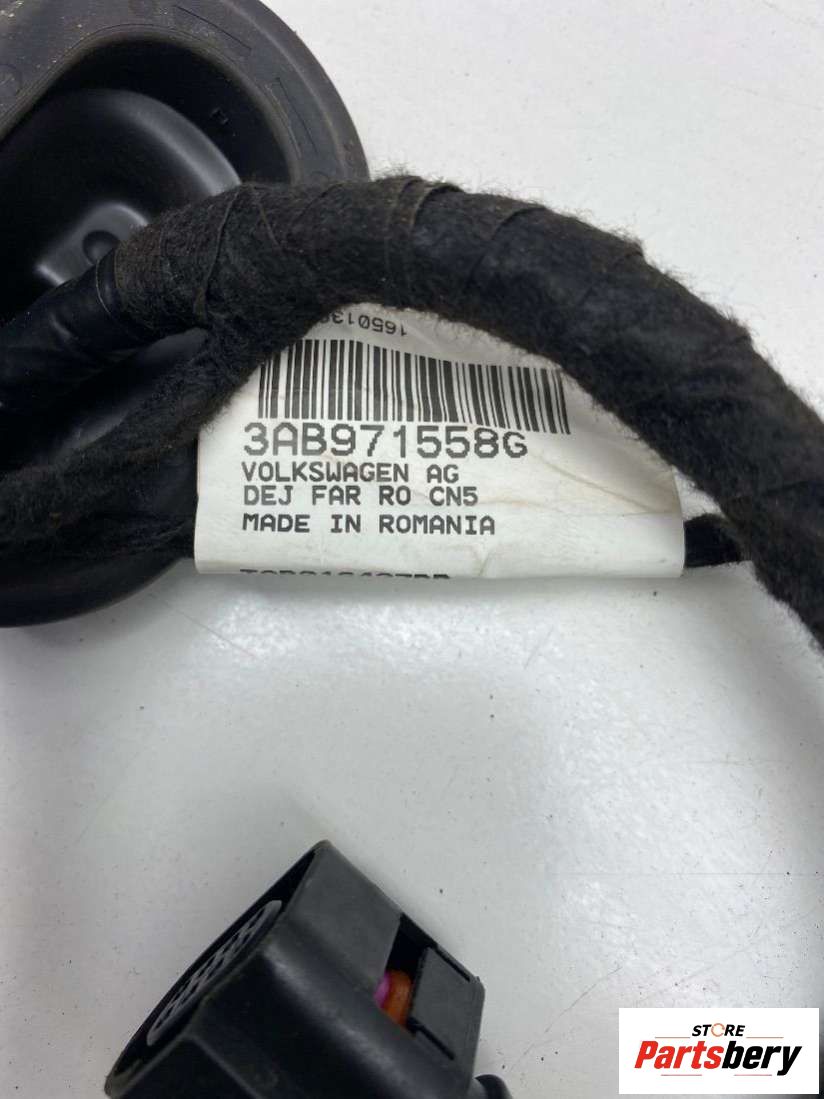 3AB971558G
VOLKSWAGEN AG
DEJ FAR RO CN5
MADE IN ROMANIA
STORE
Partsbery